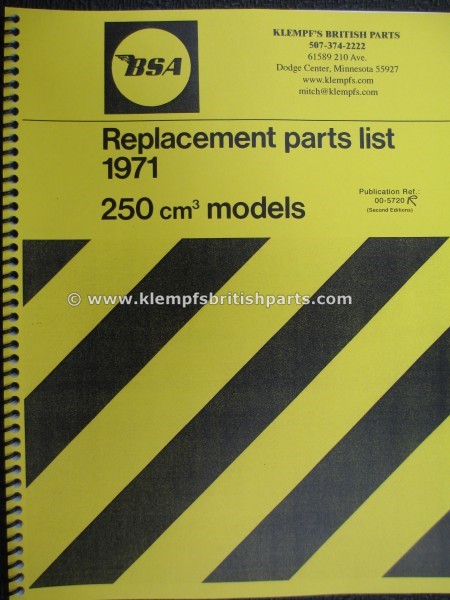 BSA
KLEMPF'S BRITISH PARTS
507-374-2222
61589 210 Ave.
Dodge Center, Minnesota 55927
www.klempfs.com
mitch@klempfs.com
Replacement parts list
1971
250 cm³ models
Publication Ref.:
00-5720 R
(Second Editions)
© www.klempfsbritishparts.com